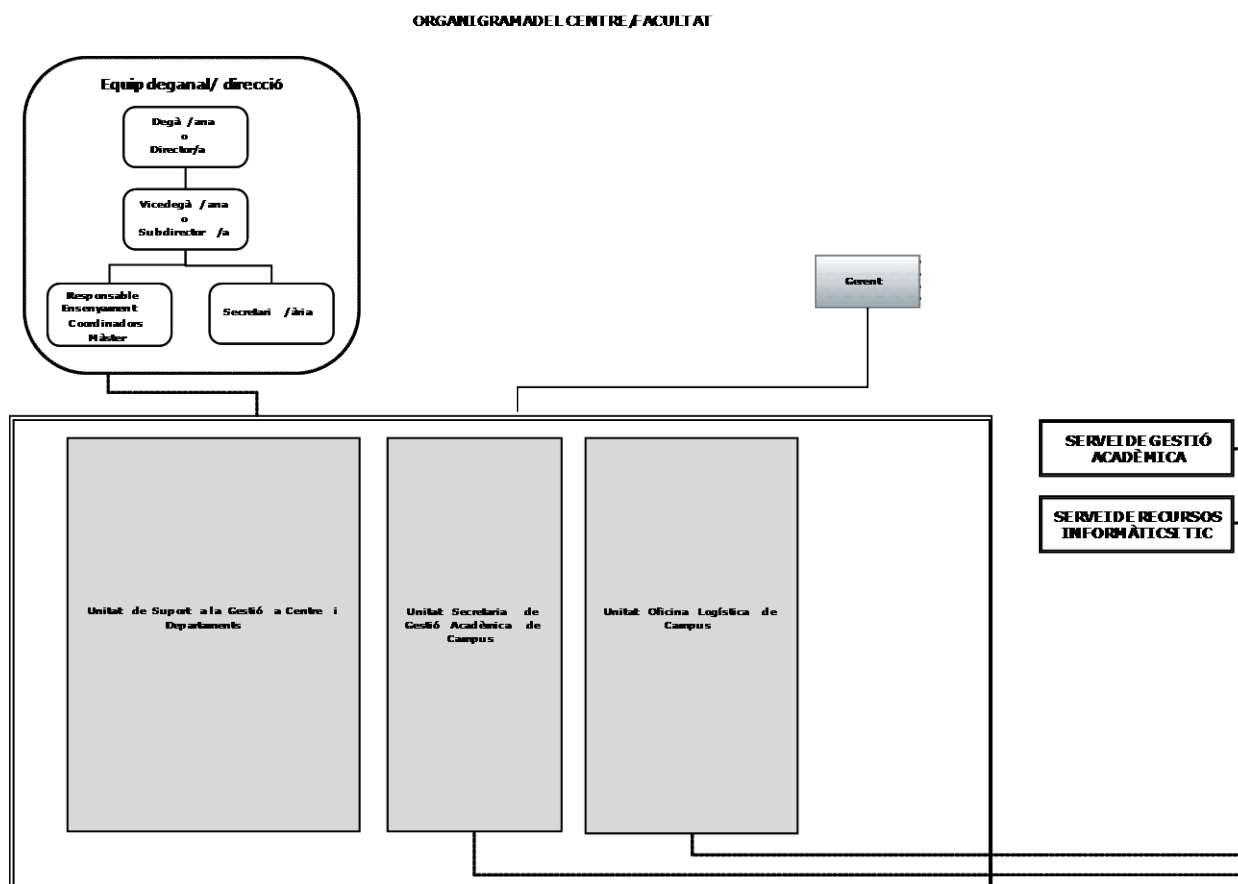 ORGANIGRAMA DEL CENTRE/FACULTAT
Equip deganal/ direcció
Degà /ana
o
Director/a
Vicedegà /ana
o
Subdirector /a
Responsable
Ensenyament
Coordinadors
Màster
Secretari /ària
Gerent
SERVEI DE GESTIÓ
ACADÈMICA
SERVEI DE RECURSOS
INFORMÀTICS I TIC
Unitat de Suport a la Gestió a Centre i
Departaments
Unitat Secretaria de
Gestió Acadèmica de
Campus
Unitat Oficina Logística de
Campus